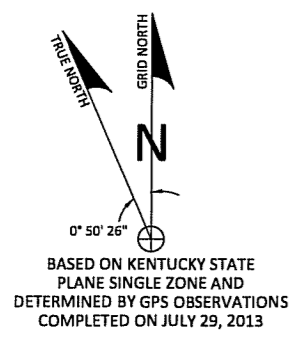 TRUE NORTH
GRID NORTH
N
0° 50' 26"
BASED ON KENTUCKY STATE
PLANE SINGLE ZONE AND
DETERMINED BY GPS OBSERVATIONS
COMPLETED ON JULY 29, 2013